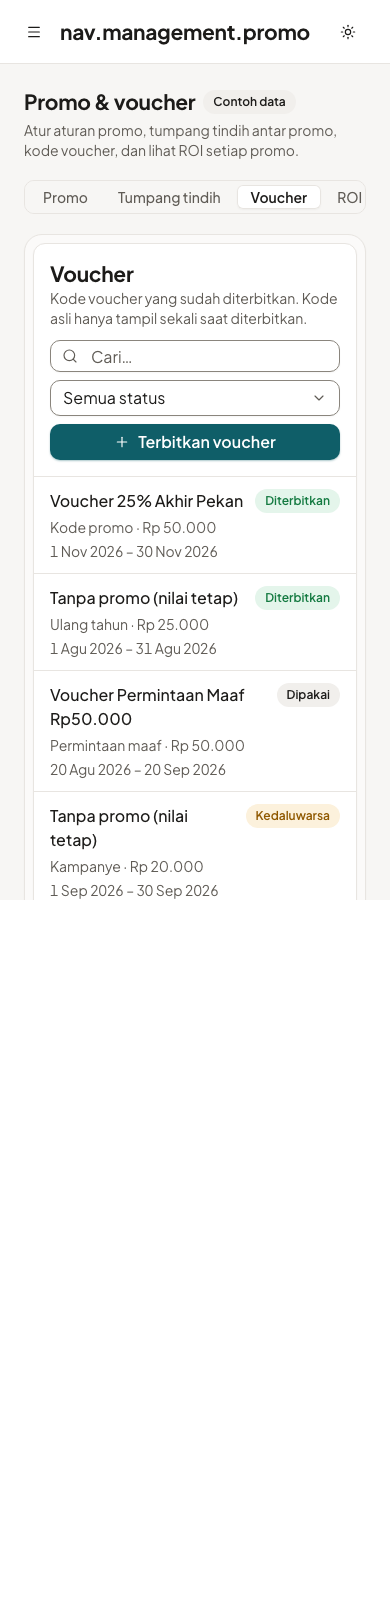 nav.management.promo
Promo & voucher
Contoh data
Atur aturan promo, tumpang tindih antar promo,
kode voucher, dan lihat ROI setiap promo.
Promo
Tumpang tindih
Voucher
ROI
Voucher
Kode voucher yang sudah diterbitkan. Kode
asli hanya tampil sekali saat diterbitkan.
Cari…
Semua status
Terbitkan voucher
Voucher 25% Akhir Pekan
Diterbitkan
Kode promo · Rp 50.000
1 Nov 2026 – 30 Nov 2026
Tanpa promo (nilai tetap)
Diterbitkan
Ulang tahun · Rp 25.000
1 Agu 2026 – 31 Agu 2026
Voucher Permintaan Maaf
Rp50.000
Dipakai
Permintaan maaf · Rp 50.000
20 Agu 2026 – 20 Sep 2026
Tanpa promo (nilai
tetap)
Kedaluwarsa
Kampanye · Rp 20.000
1 Sep 2026 – 30 Sep 2026